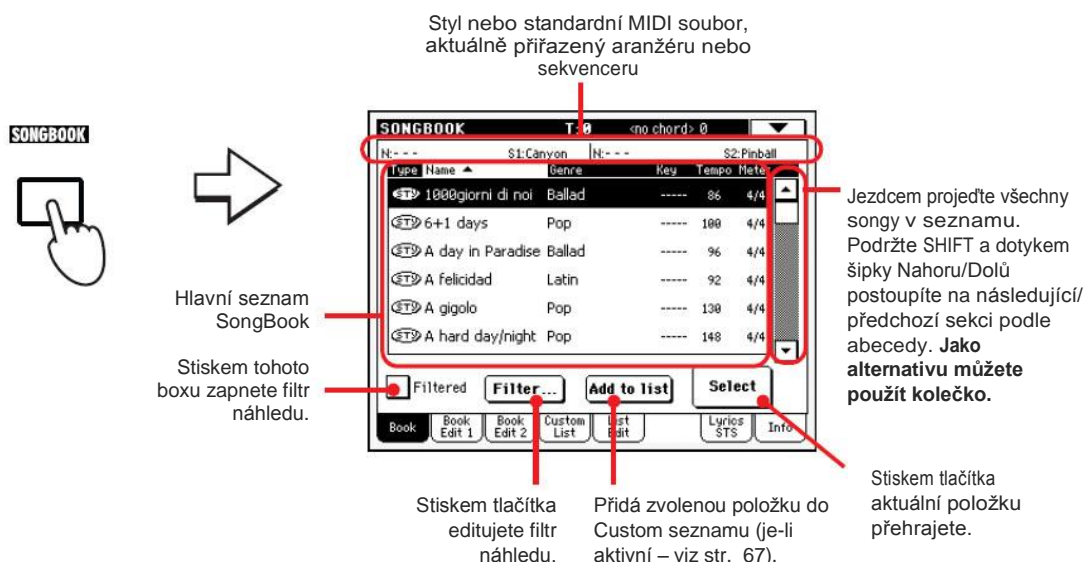 Styl nebo standardní MIDI soubor,
aktuálně přiřazený aranžéru nebo
sekvenceru
SONGBOOK
SONGBOOK T:0 <no chord> 0
N:--- S1:Canyon N:--- S2:Pinball
Type Name Genre Key Tempo Meter
STY 1000giorni di noi Ballad ----- 86 4/4
STY 6+1 days Pop ----- 100 4/4
STY A day in Paradise Ballad ----- 96 4/4
STY A felicidad Latin ----- 92 4/4
STY A gigolo Pop ----- 130 4/4
STY A hard day/night Pop ----- 148 4/4
Filtered Filter... Add to list Select
Book Book Edit 1 Book Edit 2 Custom List List Edit Lyrics STS Info
Hlavní seznam
SongBook
Stiskem tohoto
boxu zapnete filtr
náhledu.
Jezdcem projeďte všechny
songy v seznamu.
Podržte SHIFT a dotykem
šipky Nahoru/Dolů
postoupíte na následující/
předchozí sekci podle
abecedy. Jako
alternativu můžete
použít kolečko.
Stiskem tlačítka
editujete filtr
náhledu.
Přidá zvolenou položku do
Custom seznamu (je-li
aktivní – viz str. 67).
Stiskem tlačítka
aktuální položku
přehrajete.